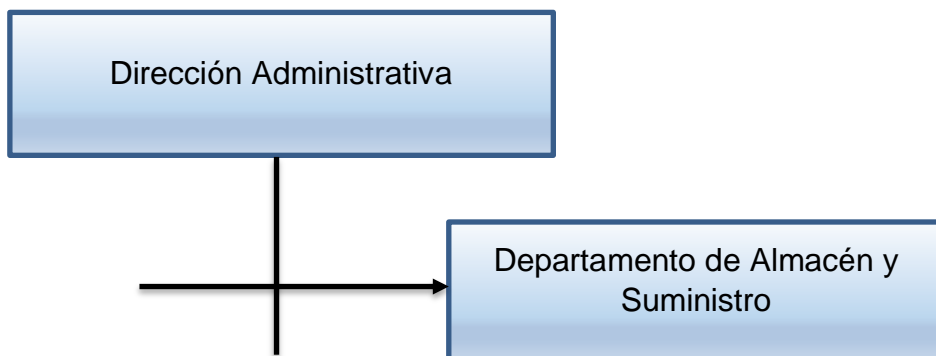 Dirección Administrativa
Departamento de Almacén y
Suministro